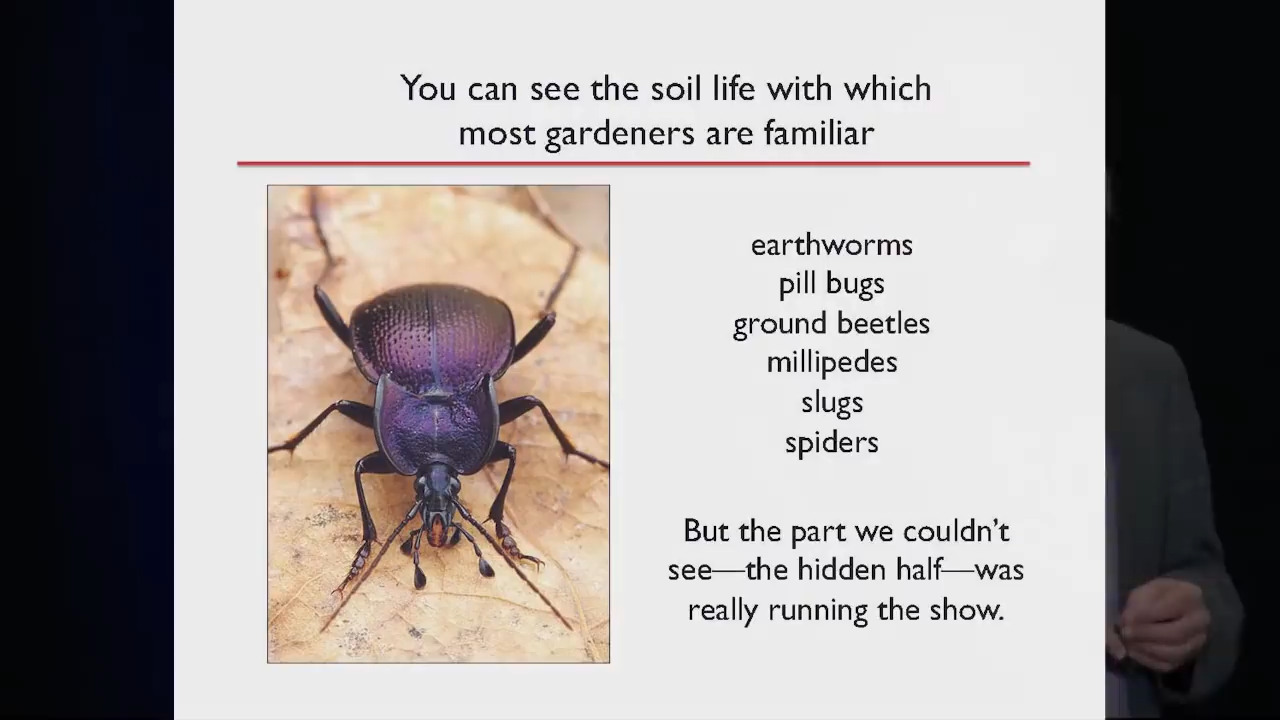 You can see the soil life with which
most gardeners are familiar
earthworms
pill bugs
ground beetles
millipedes
slugs
spiders
But the part we couldn't
see—the hidden half—was
really running the show.